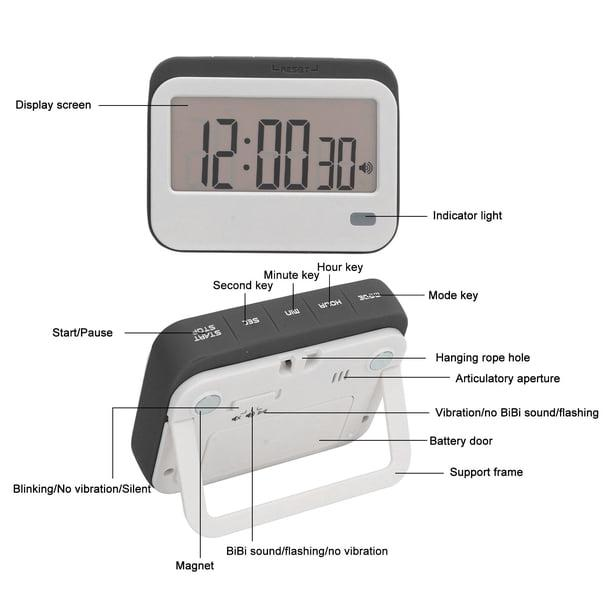 RESET
Display screen
12:00 30
Indicator light
Hour key
Minute key
Second key
Mode key
MODE
HOUR
MIN
SEC
START
STOP
Start/Pause
Hanging rope hole
Articulatory aperture
Vibration/no BiBi sound/flashing
Battery door
Support frame
Blinking/No vibration/Silent
BiBi sound/flashing/no vibration
Magnet